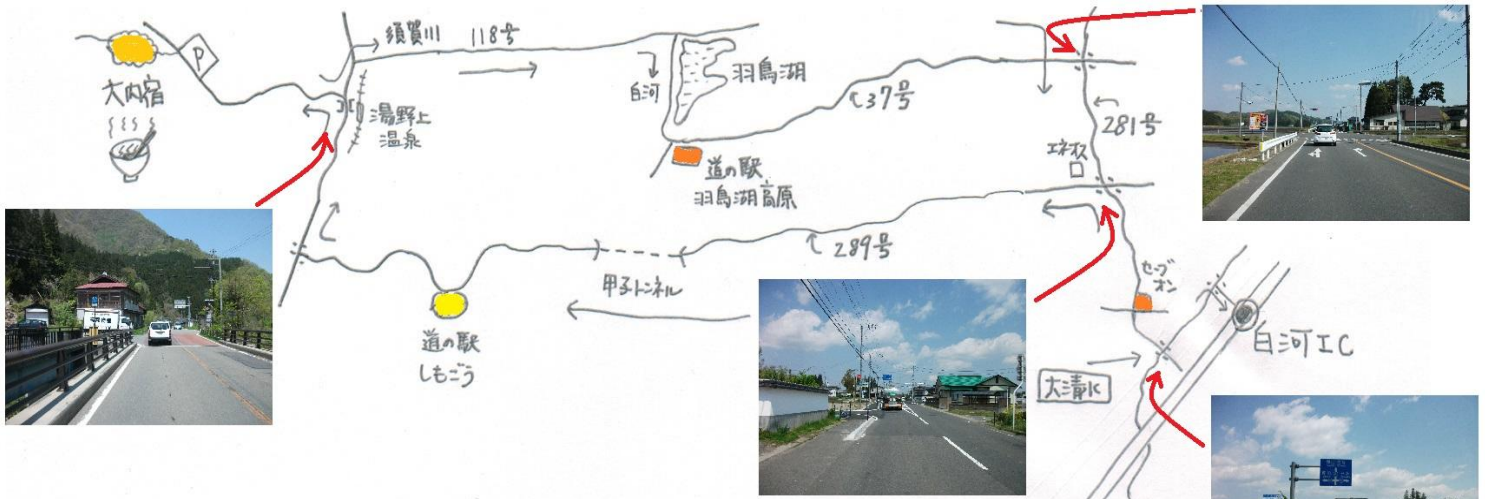 須賀川 118号
P
大内宿
湯野上
温泉
白河
羽鳥湖
37号
281号
エネオス
道の駅
羽鳥湖高原
289号
甲子トンネル
道の駅
しもごう
セーブ
オン
白河IC
大清水